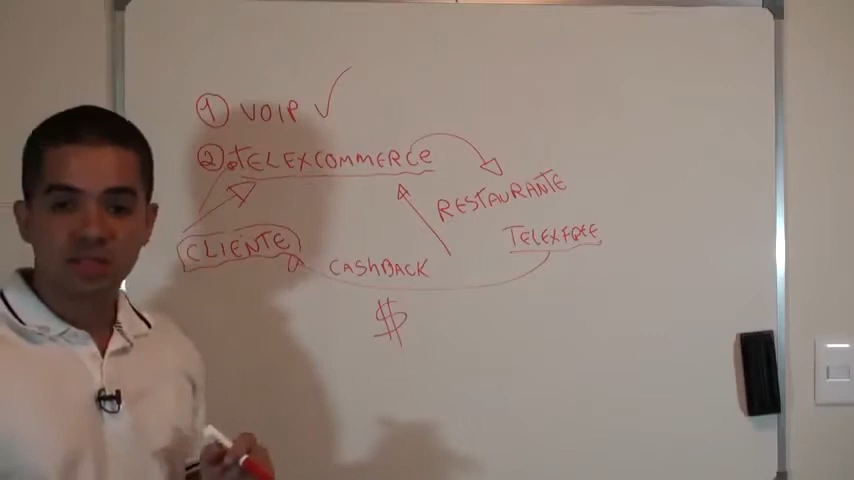 1 VOIP ✓
2 .TELEXCOMMERCE
RESTAURANTE
CLIENTE
TELEXFREE
CASHBACK
$